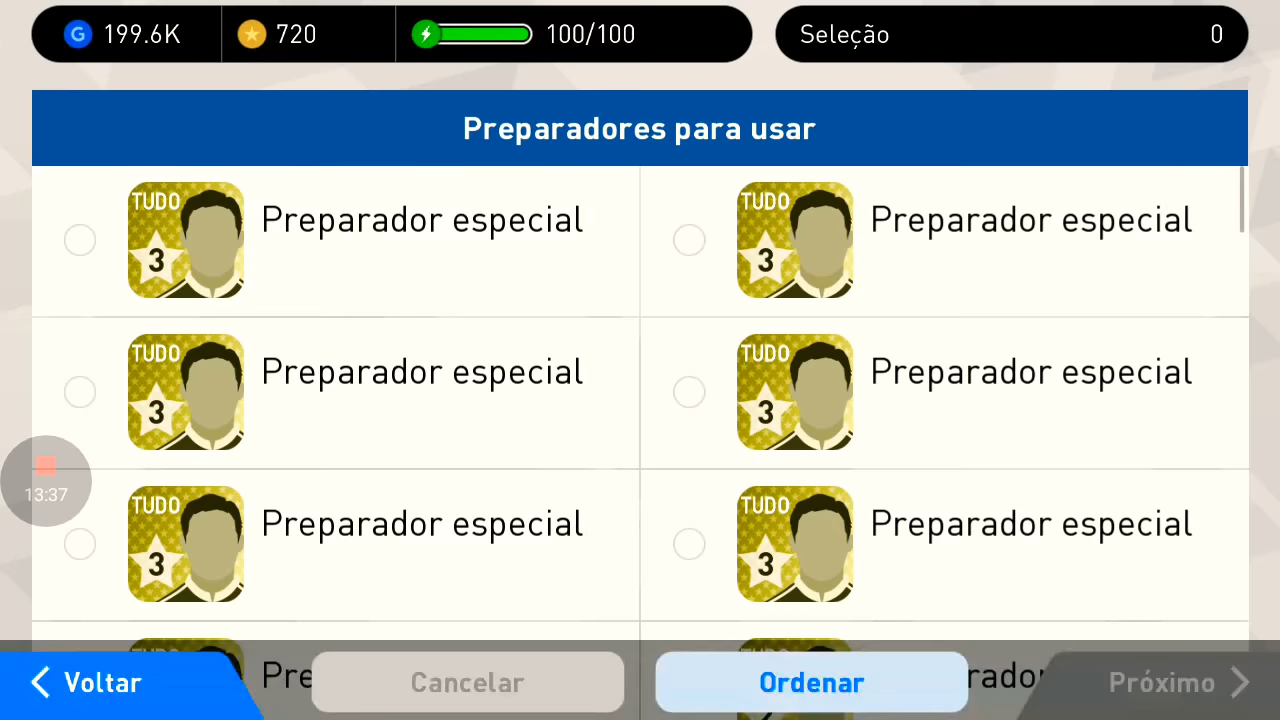 G 199.6K 720 100/100 Seleção 0
Preparadores para usar
TUDO 3 Preparador especial
TUDO 3 Preparador especial
TUDO 3 Preparador especial
TUDO 3 Preparador especial
13:37
TUDO 3 Preparador especial
TUDO 3 Preparador especial
Pre
rador
Voltar
Cancelar
Ordenar
Próximo